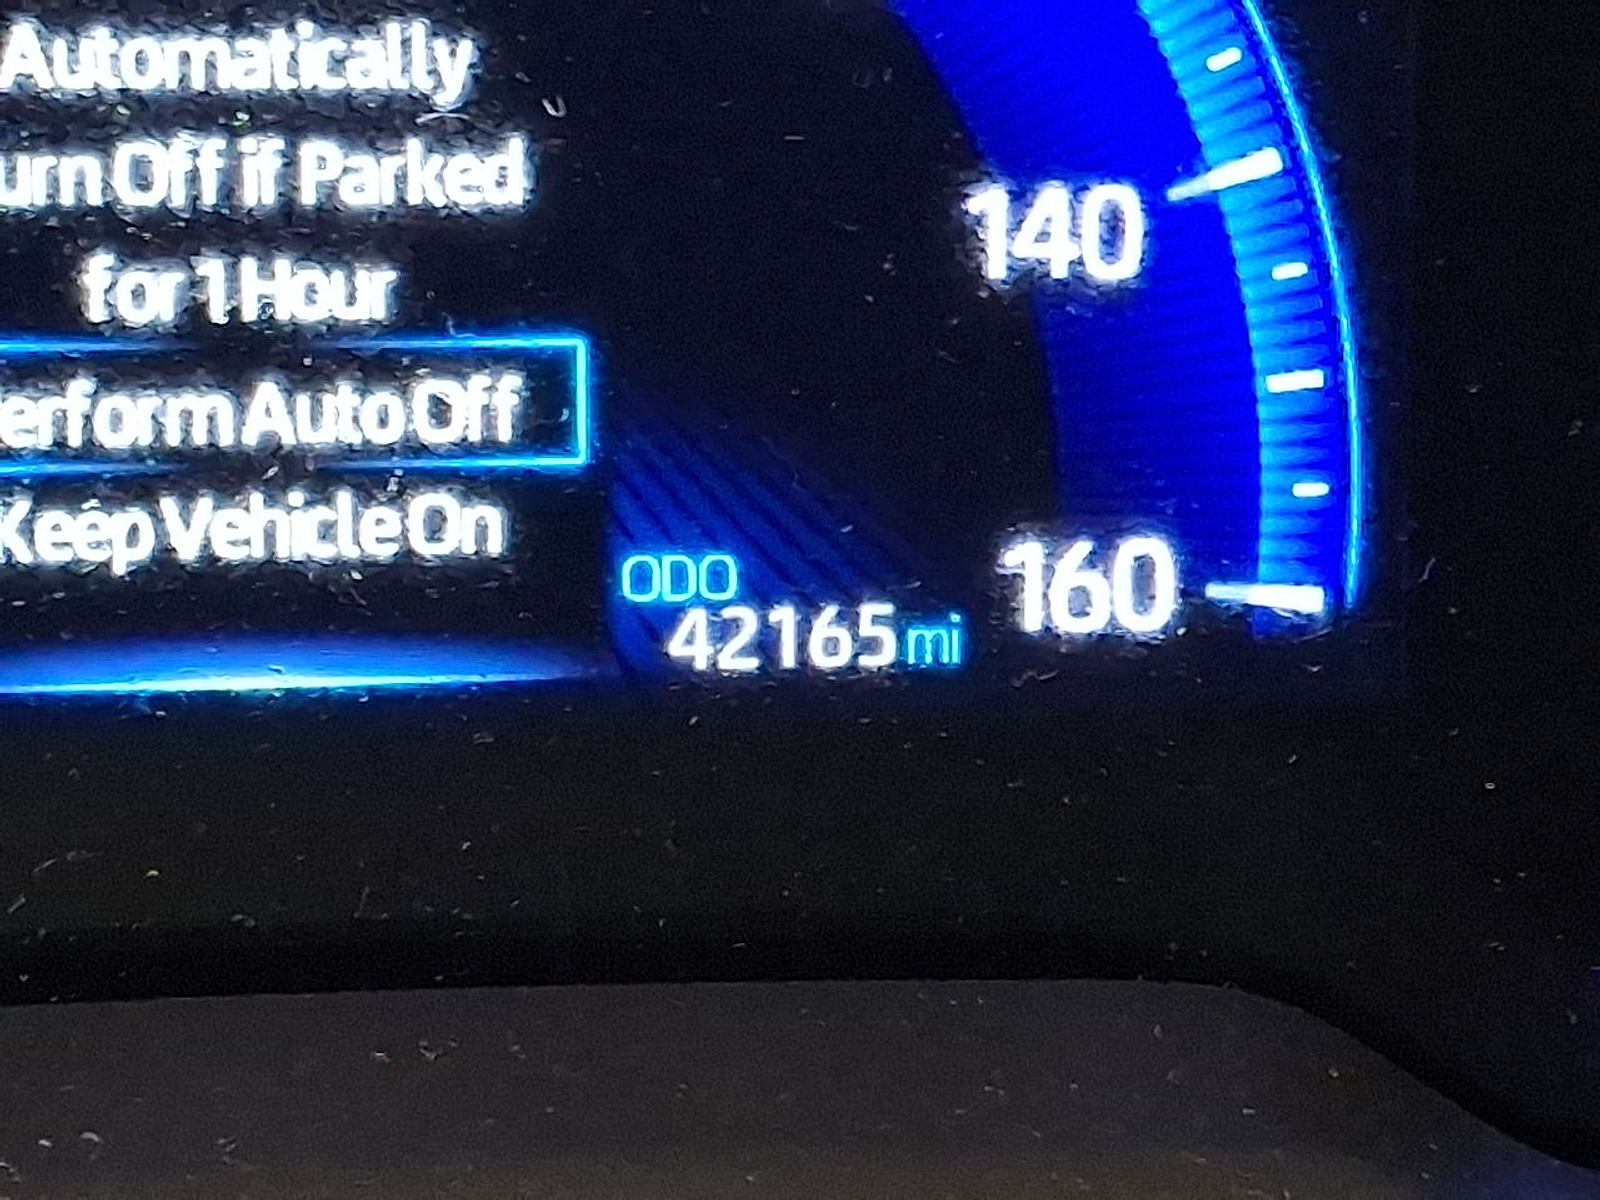 Automatically
urn Off if Parked
for 1 Hour
erform Auto Off
Keep Vehicle On
140
160
ODO
42165 mi